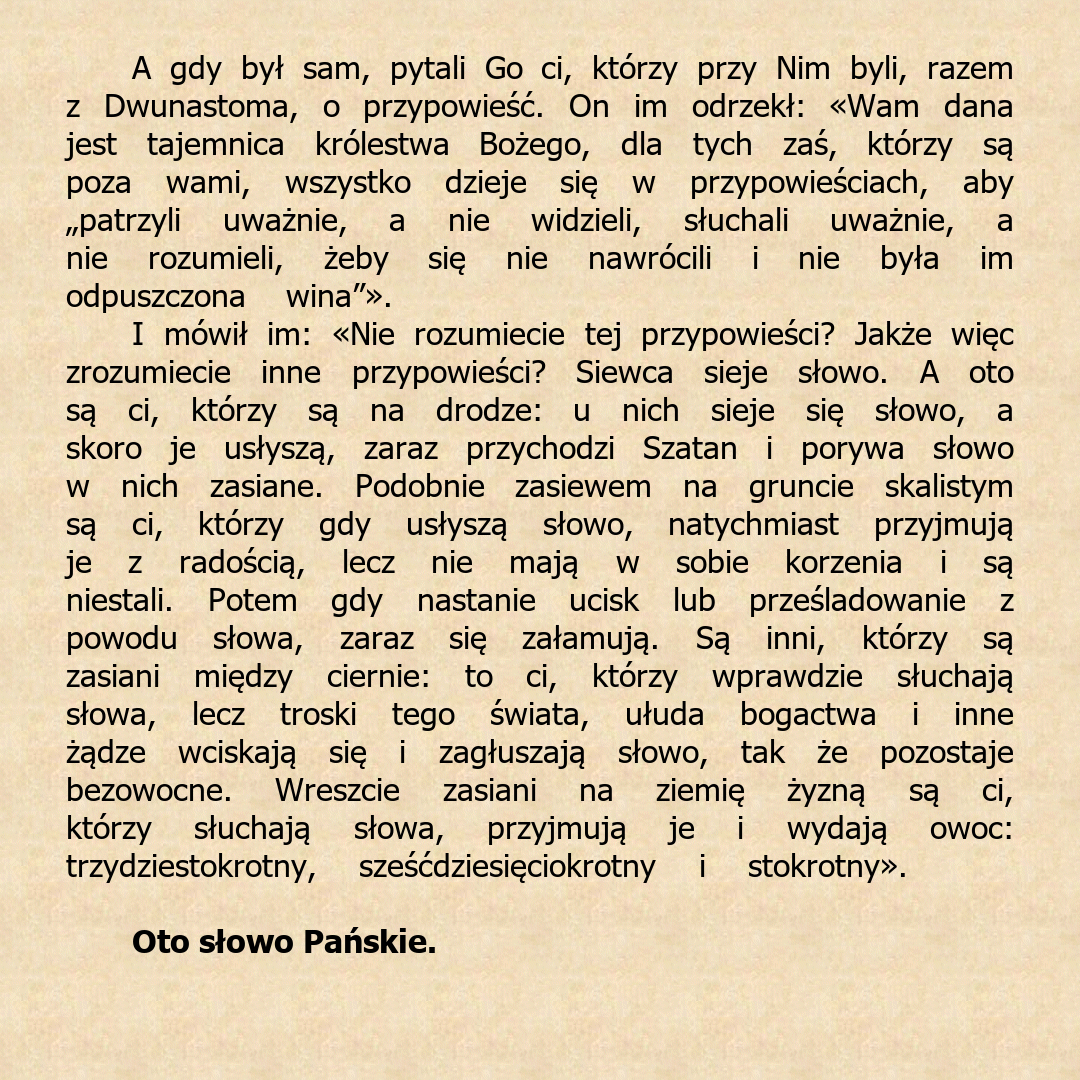 A gdy był sam, pytali Go ci, którzy przy Nim byli, razem
z Dwunastoma, o przypowieść. On im odrzekł: «Wam dana
jest tajemnica królestwa Bożego, dla tych zaś, którzy są
poza wami, wszystko dzieje się w przypowieściach, aby
„patrzyli uważnie, a nie widzieli, słuchali uważnie, a
nie rozumieli, żeby się nie nawrócili i nie była im
odpuszczona wina”».
I mówił im: «Nie rozumiecie tej przypowieści? Jakże więc
zrozumiecie inne przypowieści? Siewca sieje słowo. A oto
są ci, którzy są na drodze: u nich sieje się słowo, a
skoro je usłyszą, zaraz przychodzi Szatan i porywa słowo
w nich zasiane. Podobnie zasiewem na gruncie skalistym
są ci, którzy gdy usłyszą słowo, natychmiast przyjmują
je z radością, lecz nie mają w sobie korzenia i są
niestali. Potem gdy nastanie ucisk lub prześladowanie z
powodu słowa, zaraz się załamują. Są inni, którzy są
zasiani między ciernie: to ci, którzy wprawdzie słuchają
słowa, lecz troski tego świata, ułuda bogactwa i inne
żądze wciskają się i zagłuszają słowo, tak że pozostaje
bezowocne. Wreszcie zasiani na ziemię żyzną są ci,
którzy słuchają słowa, przyjmują je i wydają owoc:
trzydziestokrotny, sześćdziesięciokrotny i stokrotny».
Oto słowo Pańskie.